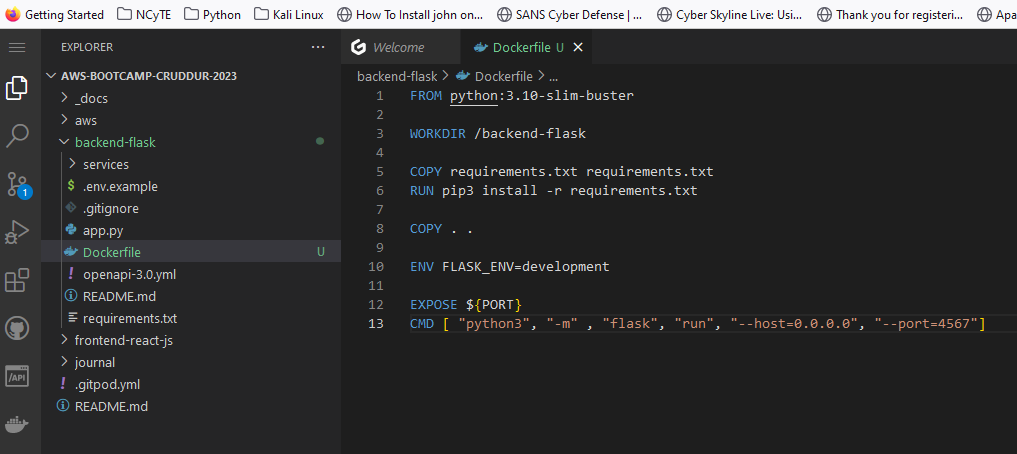 Getting Started NCyTE Python Kali Linux How To Install john on... SANS Cyber Defense | ... Cyber Skyline Live: Usi... Thank you for registeri... Apa
EXPLORER ...
Welcome Dockerfile U ×
AWS-BOOTCAMP-CRUDDUR-2023
_docs
aws
backend-flask
services
$ .env.example
.gitignore
app.py
Dockerfile U
! openapi-3.0.yml
README.md
requirements.txt
frontend-react-js
journal
! .gitpod.yml
README.md
1
/API
backend-flask > Dockerfile > ...
1 FROM python:3.10-slim-buster
2
3 WORKDIR /backend-flask
4
5 COPY requirements.txt requirements.txt
6 RUN pip3 install -r requirements.txt
7
8 COPY . .
9
10 ENV FLASK_ENV=development
11
12 EXPOSE ${PORT}
13 CMD [ "python3", "-m" , "flask", "run", "--host=0.0.0.0", "--port=4567"]